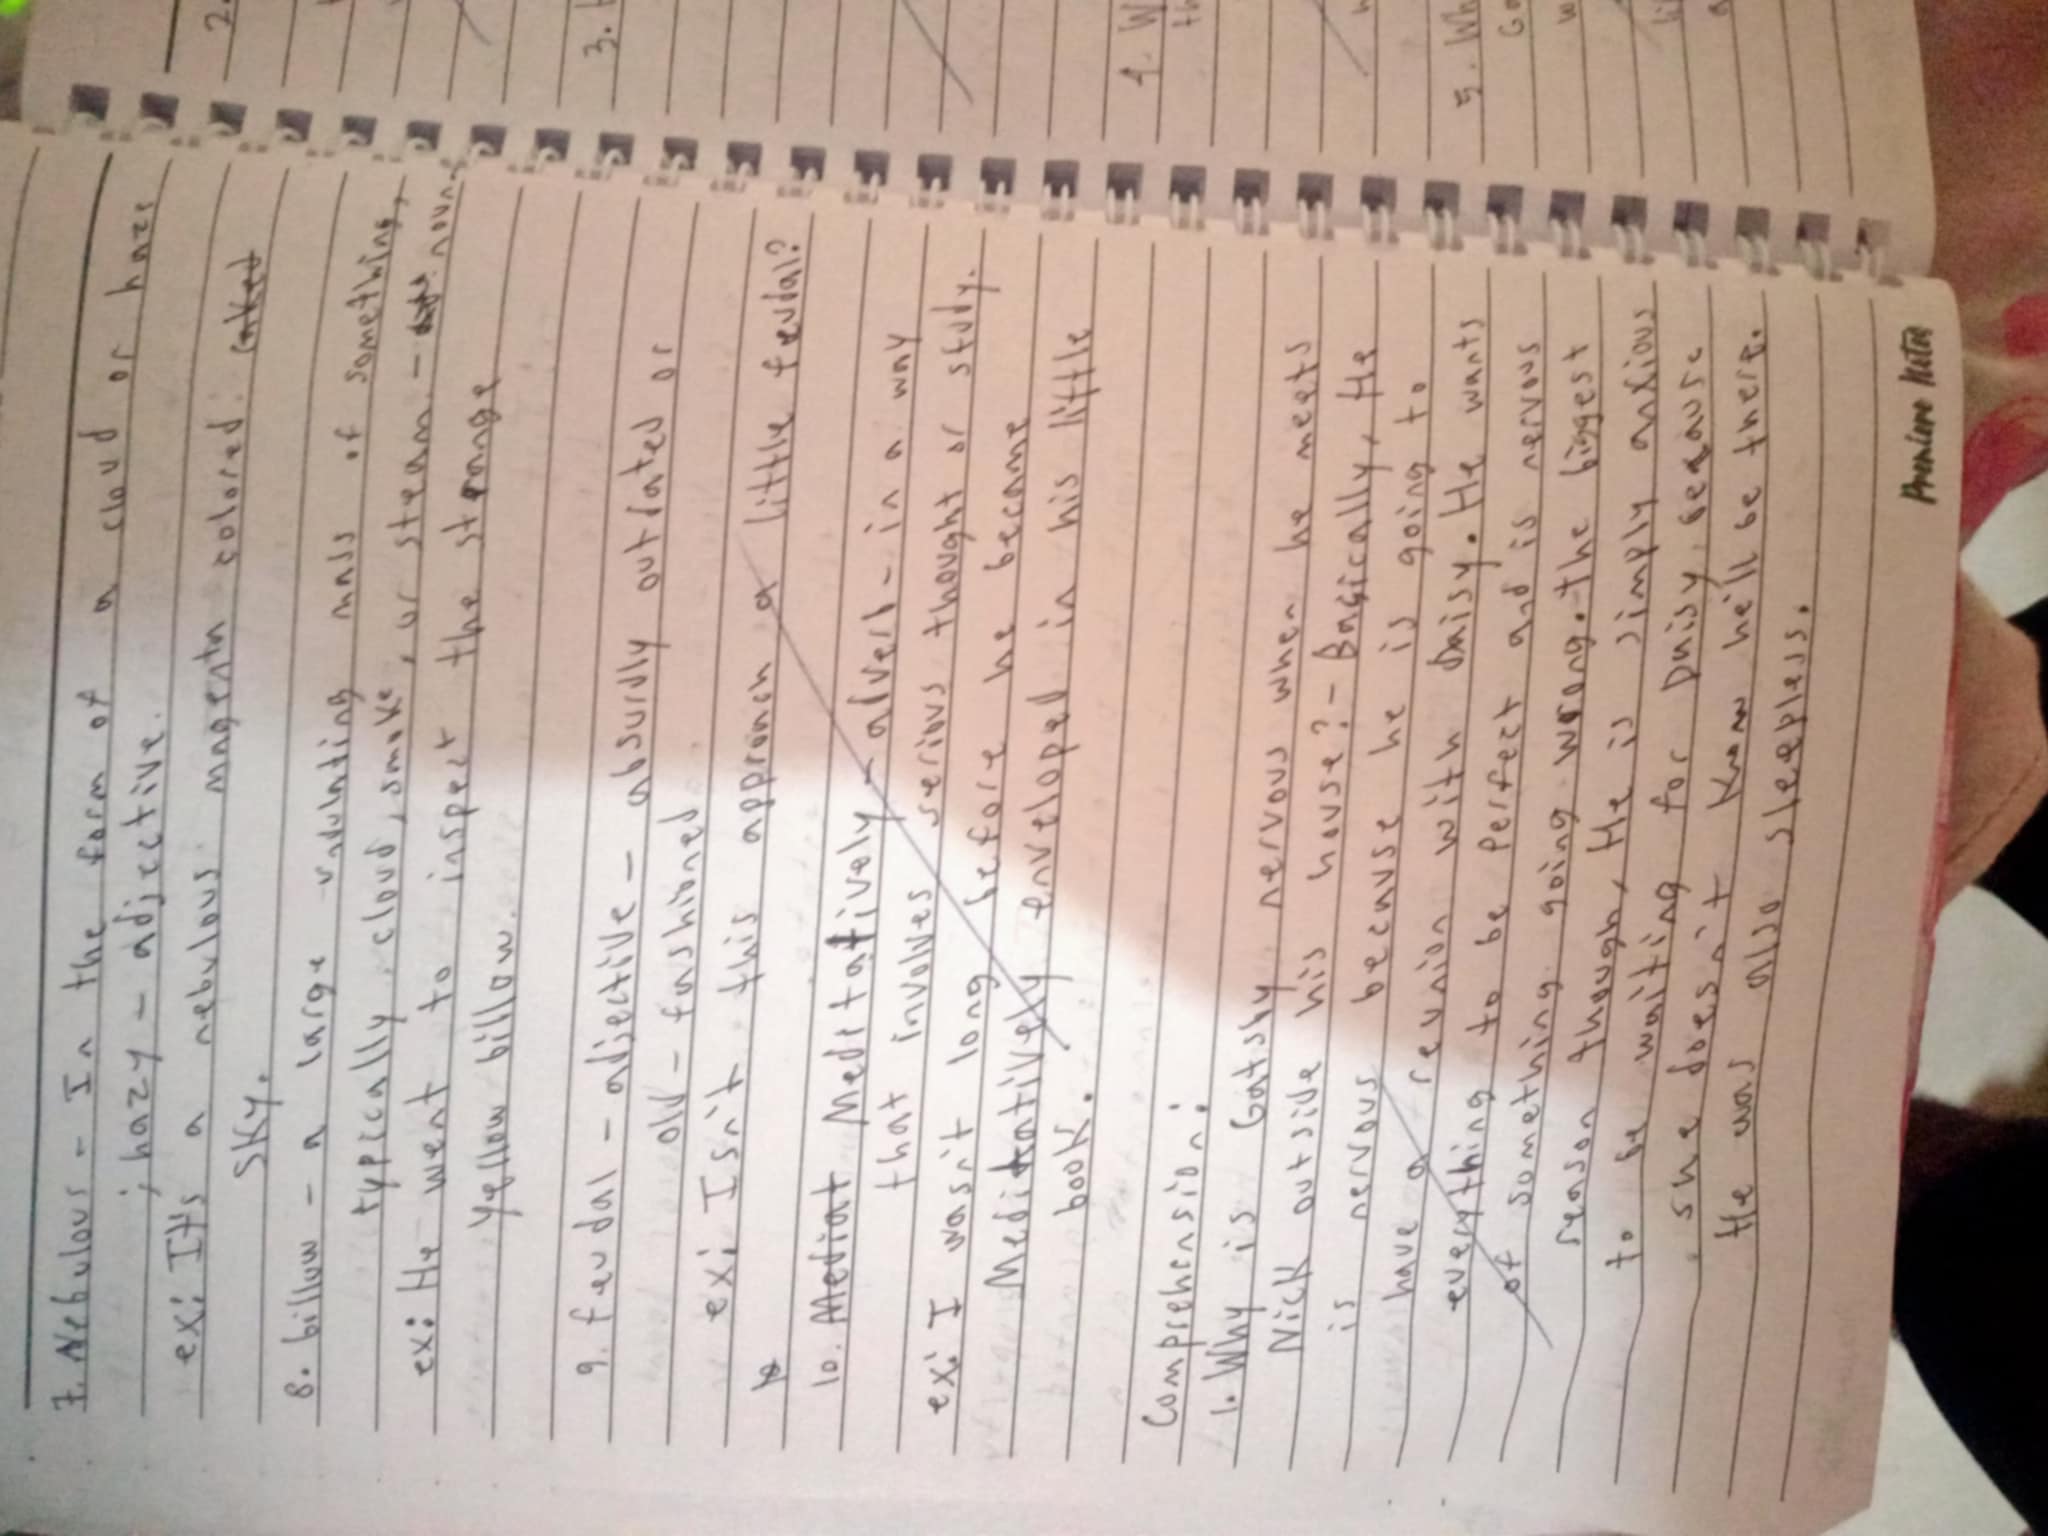 7. Nebulous - In the form of a cloud or haze
; hazy - adjective.
ex: It's a nebulous magenta colored
sky.
8. billow - a large undulating mass of something,
typically cloud, smoke, or steam - noun
ex: He went to inspect the strange
yellow billow.
9. feudal - adjective - absurdly outdated or
old-fashioned
ex: Isn't this approach a little feudal?
10. Mediat Meditatively - adverb - in a way
that involves serious thought or study.
ex: I wasn't long before he became
Meditatively enveloped in his little
book.
Comprehension:
1. Why is Gatsby nervous when he meets
Nick outside his house? - Basically, He
is nervous because he is going to
have a reunion with Daisy. He wants
everything to be perfect and is nervous
of something going wrong. The biggest
reason though, He is simply anxious
to be waiting for Daisy, because
she doesn't know he'll be there.
He was also sleepless.
Premiere Note
2.
3.
4. W
th
5. Wh